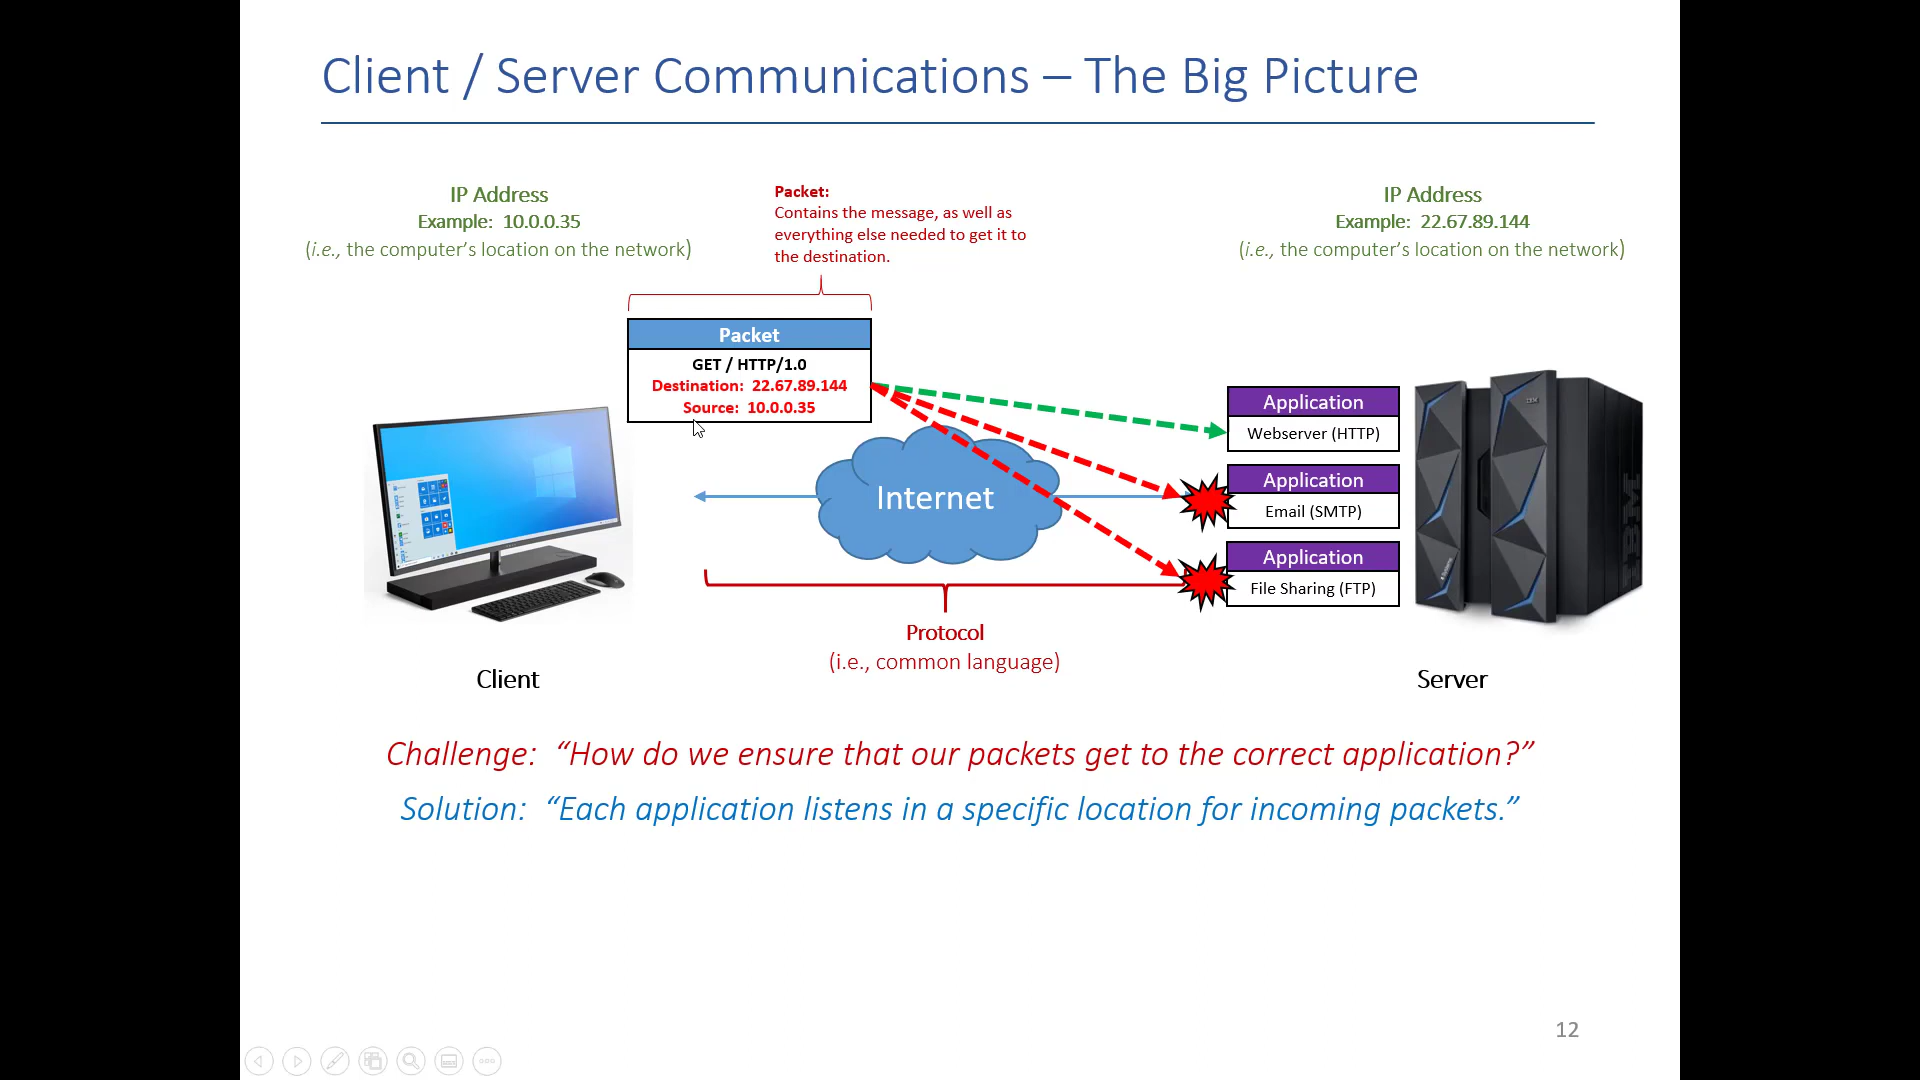 Client / Server Communications – The Big Picture
IP Address
Example:  10.0.0.35
(i.e., the computer's location on the network)
Packet:
Contains the message, as well as
everything else needed to get it to
the destination.
IP Address
Example:  22.67.89.144
(i.e., the computer's location on the network)
Packet
GET / HTTP/1.0
Destination:  22.67.89.144
Source:  10.0.0.35
Application
Webserver (HTTP)
Application
Email (SMTP)
Application
File Sharing (FTP)
Internet
IBM
Protocol
(i.e., common language)
Client
Server
Challenge:  “How do we ensure that our packets get to the correct application?”
Solution:  “Each application listens in a specific location for incoming packets.”
12